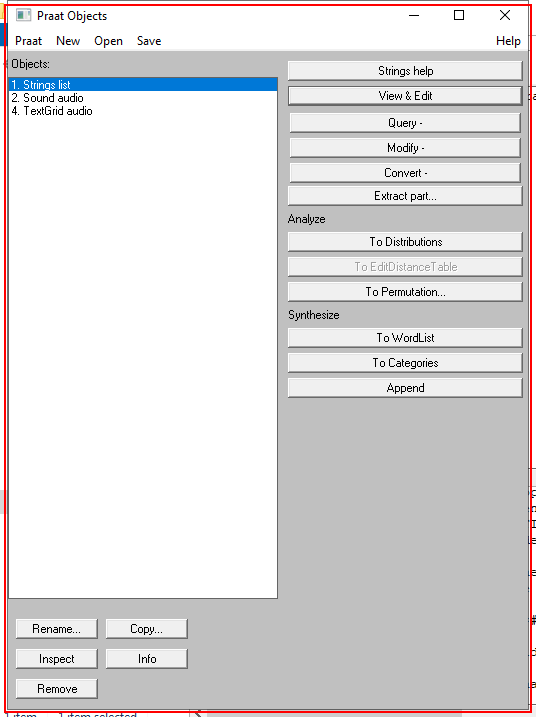 Praat Objects
Praat New Open Save Help
Objects:
1. Strings list
2. Sound audio
4. TextGrid audio
Strings help
View & Edit
Query -
Modify -
Convert -
Extract part...
Analyze
To Distributions
To EditDistanceTable
To Permutation...
Synthesize
To WordList
To Categories
Append
Rename... Copy...
Inspect Info
Remove